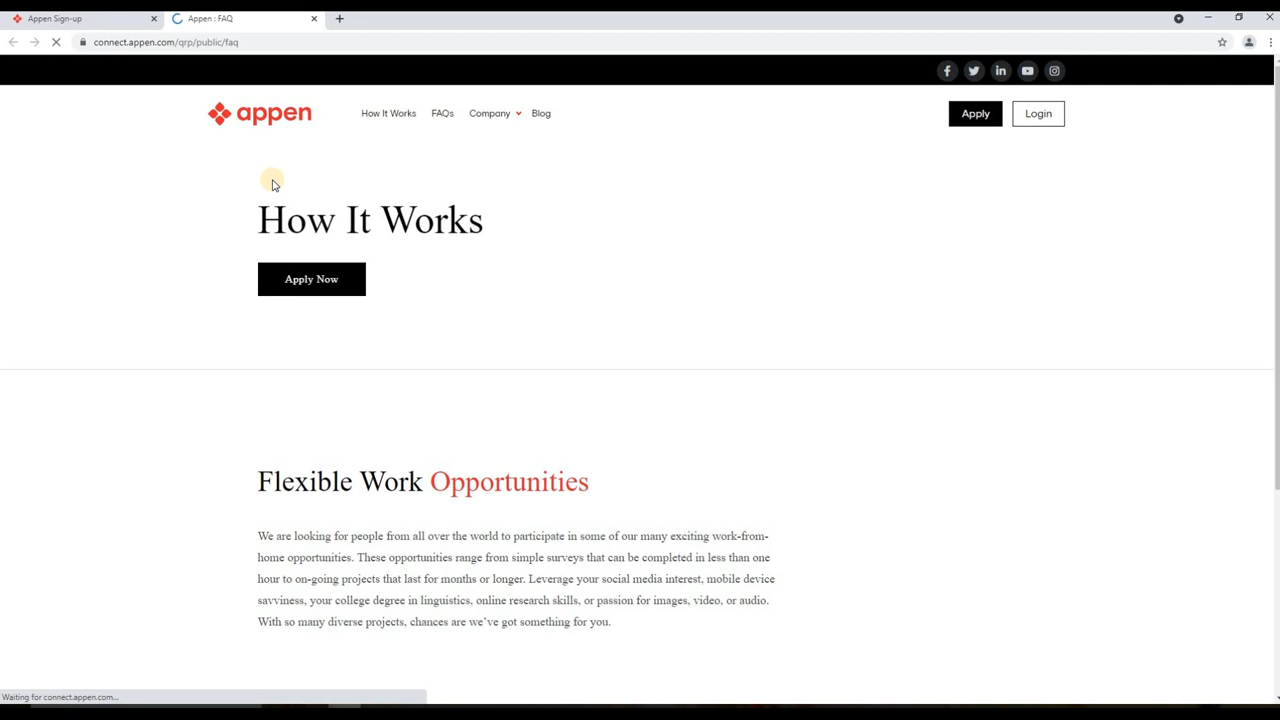 Appen Sign-up
Appen : FAQ
connect.appen.com/qrp/public/faq
appen
How It Works
FAQs
Company
Blog
Apply
Login
How It Works
Apply Now
Flexible Work Opportunities
We are looking for people from all over the world to participate in some of our many exciting work-from-
home opportunities. These opportunities range from simple surveys that can be completed in less than one
hour to on-going projects that last for months or longer. Leverage your social media interest, mobile device
savviness, your college degree in linguistics, online research skills, or passion for images, video, or audio.
With so many diverse projects, chances are we’ve got something for you.
Waiting for connect.appen.com...